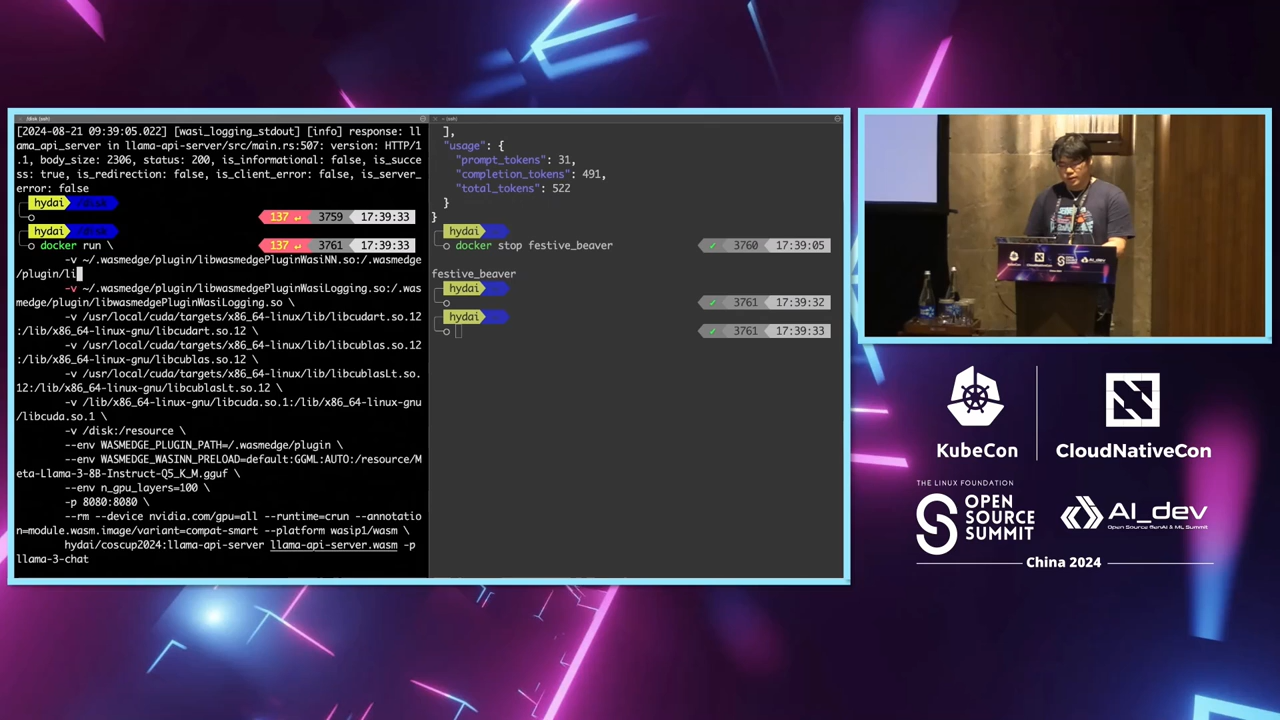 /disk (ssh)
[2024-08-21 09:39:05.022] [wasi_logging_stdout] [info] response: ll
ama_api_server in llama-api-server/src/main.rs:507: version: HTTP/1
.1, body_size: 2306, status: 200, is_informational: false, is_succe
ss: true, is_redirection: false, is_client_error: false, is_server_
error: false
hydai /disk
137 ↵ 3759 17:39:33
hydai /disk
docker run \ 137 ↵ 3761 17:39:33
-v ~/.wasmedge/plugin/libwasmedgePluginWasiNN.so:/.wasmedge
/plugin/li
-v ~/.wasmedge/plugin/libwasmedgePluginWasiLogging.so:/.was
medge/plugin/libwasmedgePluginWasiLogging.so \
-v /usr/local/cuda/targets/x86_64-linux/lib/libcudart.so.12
:/lib/x86_64-linux-gnu/libcudart.so.12 \
-v /usr/local/cuda/targets/x86_64-linux/lib/libcublas.so.12
:/lib/x86_64-linux-gnu/libcublas.so.12 \
-v /usr/local/cuda/targets/x86_64-linux/lib/libcublasLt.so.
12:/lib/x86_64-linux-gnu/libcublasLt.so.12 \
-v /lib/x86_64-linux-gnu/libcuda.so.1:/lib/x86_64-linux-gnu
/libcuda.so.1 \
-v /disk:/resource \
--env WASMEDGE_PLUGIN_PATH=/.wasmedge/plugin \
--env WASMEDGE_WASINN_PRELOAD=default:GGML:AUTO:/resource/M
eta-Llama-3-8B-Instruct-Q5_K_M.gguf \
--env n_gpu_layers=100 \
-p 8080:8080 \
--rm --device nvidia.com/gpu=all --runtime=crun --annotatio
n=module.wasm.image/variant=compat-smart --platform wasip1/wasm \
hydai/coscup2024:llama-api-server llama-api-server.wasm -p
llama-3-chat
~ (ssh)
],
"usage": {
"prompt_tokens": 31,
"completion_tokens": 491,
"total_tokens": 522
}
}
hydai ~
docker stop festive_beaver ✓ 3760 17:39:05
festive_beaver
hydai ~
✓ 3761 17:39:32
hydai ~
✓ 3761 17:39:33
KubeCon
CloudNativeCon
THE LINUX FOUNDATION
OPEN
SOURCE
SUMMIT
AI_dev
Open Source GenAI & ML Summit
China 2024